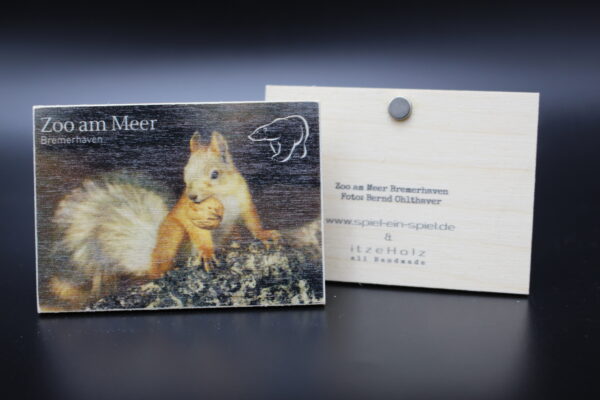 Zoo am Meer
Bremerhaven
Zoo am Meer Bremerhaven
Foto: Bernd Ohlthaver
www.spiel-ein-spiel.de
&
itzeHolz
all Handmade